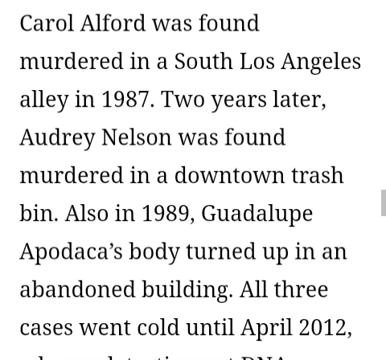 Carol Alford was found
murdered in a South Los Angeles
alley in 1987. Two years later,
Audrey Nelson was found
murdered in a downtown trash
bin. Also in 1989, Guadalupe
Apodaca’s body turned up in an
abandoned building. All three
cases went cold until April 2012,